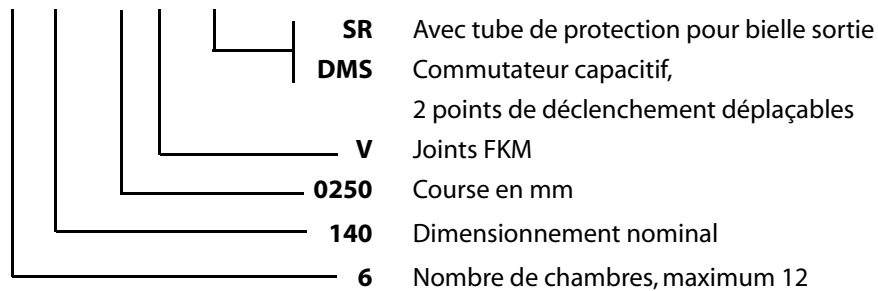 SR Avec tube de protection pour bielle sortie
DMS Commutateur capacitif,
2 points de déclenchement déplaçables
V Joints FKM
0250 Course en mm
140 Dimensionnement nominal
6 Nombre de chambres, maximum 12